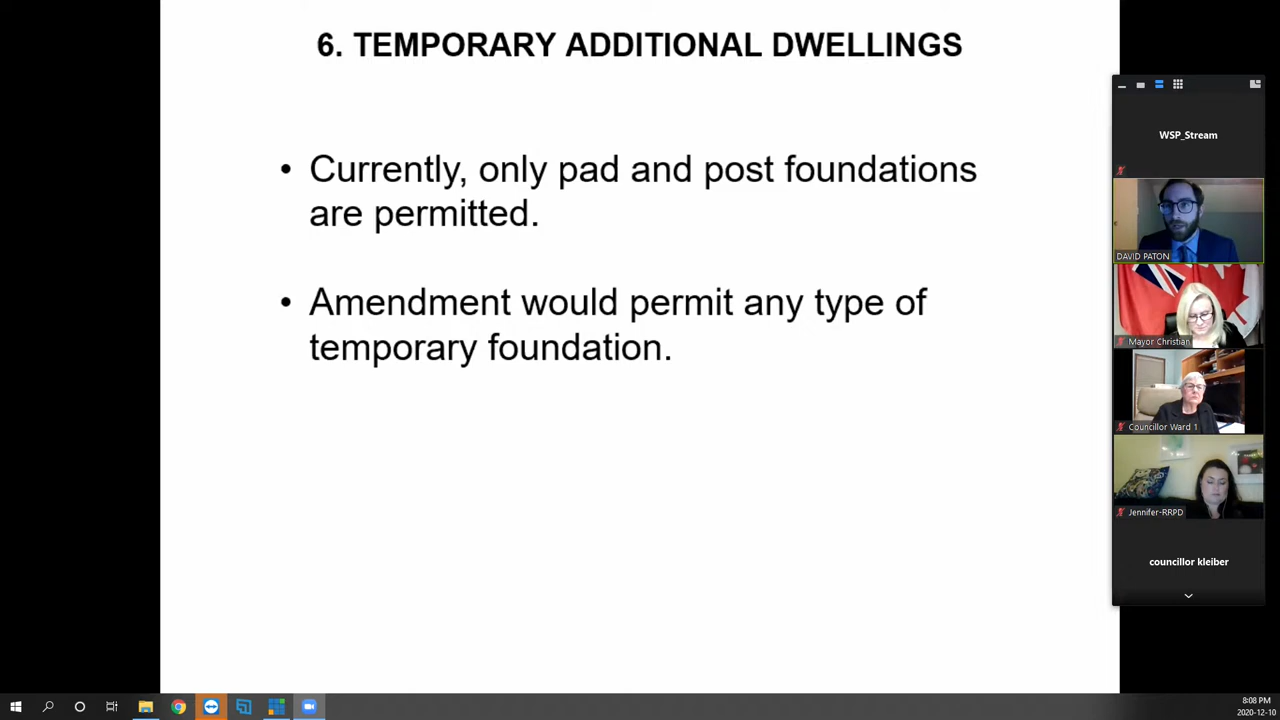 6. TEMPORARY ADDITIONAL DWELLINGS
• Currently, only pad and post foundations
are permitted.
• Amendment would permit any type of
temporary foundation.
WSP_Stream
DAVID PATON
Mayor Christian
Councillor Ward 1
Jennifer-RRPD
councillor kleiber
8:08 PM
2020-12-10